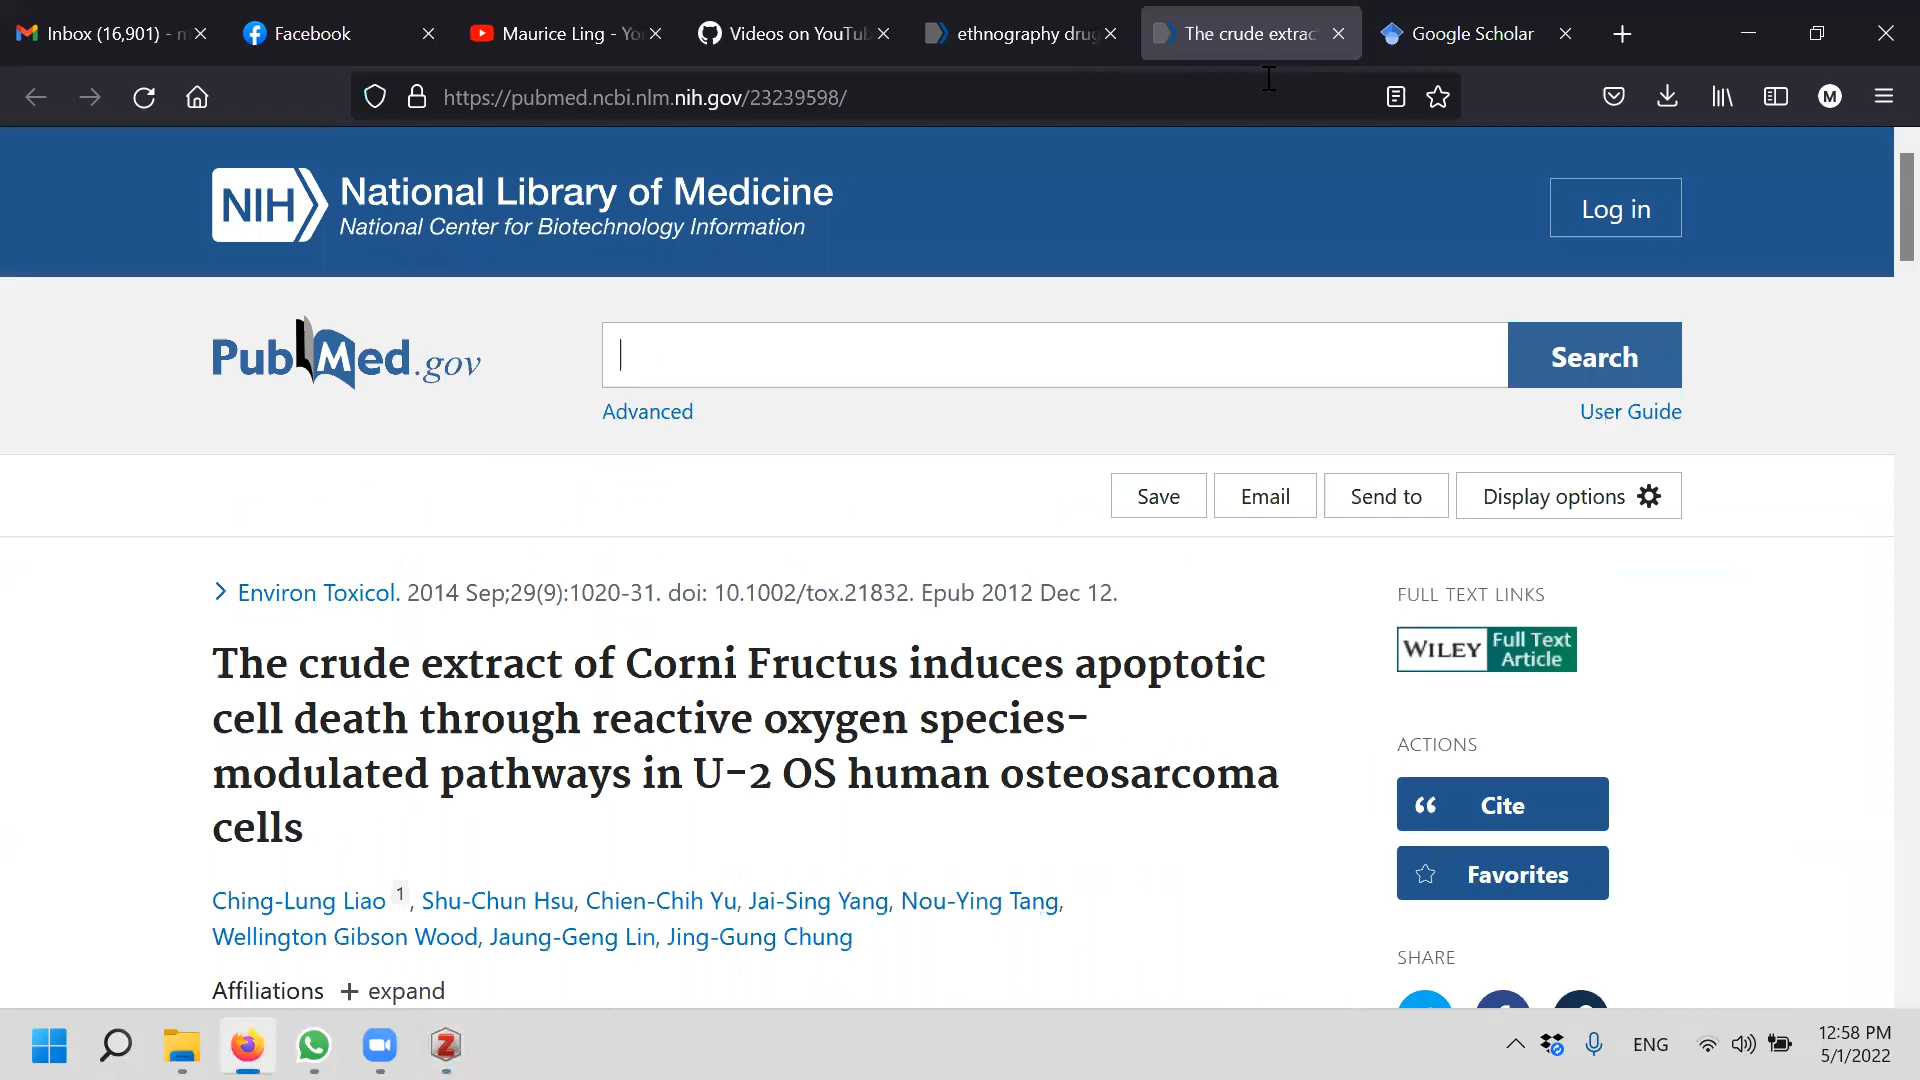 Inbox (16,901) - m
Facebook
Maurice Ling - Yo
Videos on YouTub
ethnography drug
The crude extrac
Google Scholar
https://pubmed.ncbi.nlm.nih.gov/23239598/
M
NIH
National Library of Medicine
National Center for Biotechnology Information
Log in
PubMed.gov
Search
Advanced
User Guide
Save
Email
Send to
Display options
Environ Toxicol. 2014 Sep;29(9):1020-31. doi: 10.1002/tox.21832. Epub 2012 Dec 12.
The crude extract of Corni Fructus induces apoptotic
cell death through reactive oxygen species-
modulated pathways in U-2 OS human osteosarcoma
cells
Ching-Lung Liao 1, Shu-Chun Hsu, Chien-Chih Yu, Jai-Sing Yang, Nou-Ying Tang,
Wellington Gibson Wood, Jaung-Geng Lin, Jing-Gung Chung
Affiliations + expand
FULL TEXT LINKS
WILEY Full Text
Article
ACTIONS
Cite
Favorites
SHARE
Z
ENG
12:58 PM
5/1/2022